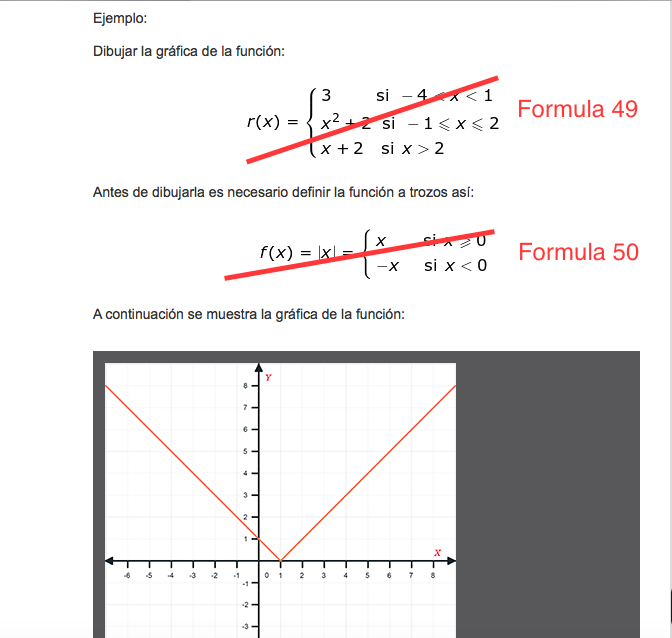 Ejemplo:
Dibujar la gráfica de la función:
r(x) = { 3 si − 4 < x < 1
x² + 2 si − 1 ⩽ x ⩽ 2
x + 2 si x > 2
Formula 49
Antes de dibujarla es necesario definir la función a trozos así:
f(x) = |x| = { x si x ⩾ 0
−x si x < 0
Formula 50
A continuación se muestra la gráfica de la función:
Y
8
7
6
5
4
3
2
1
X
-6 -5 -4 -3 -2 -1 0 1 2 3 4 5 6 7 8
-1
-2
-3